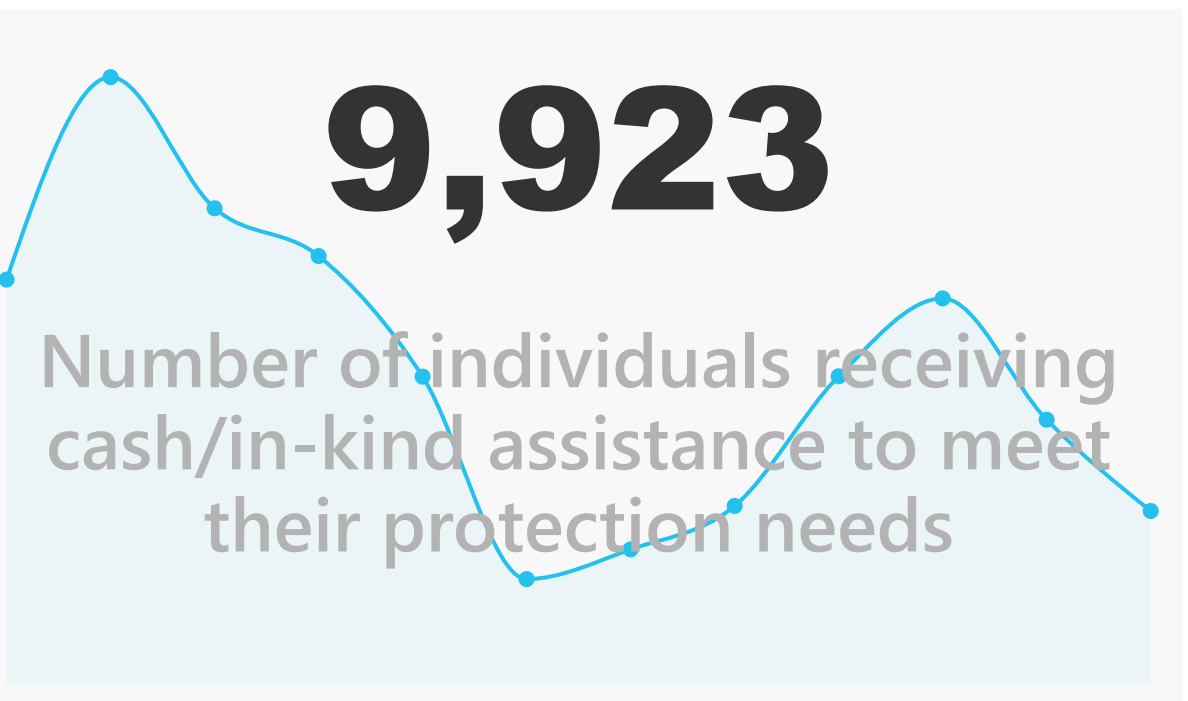 9,923
Number of individuals receiving
cash/in-kind assistance to meet
their protection needs